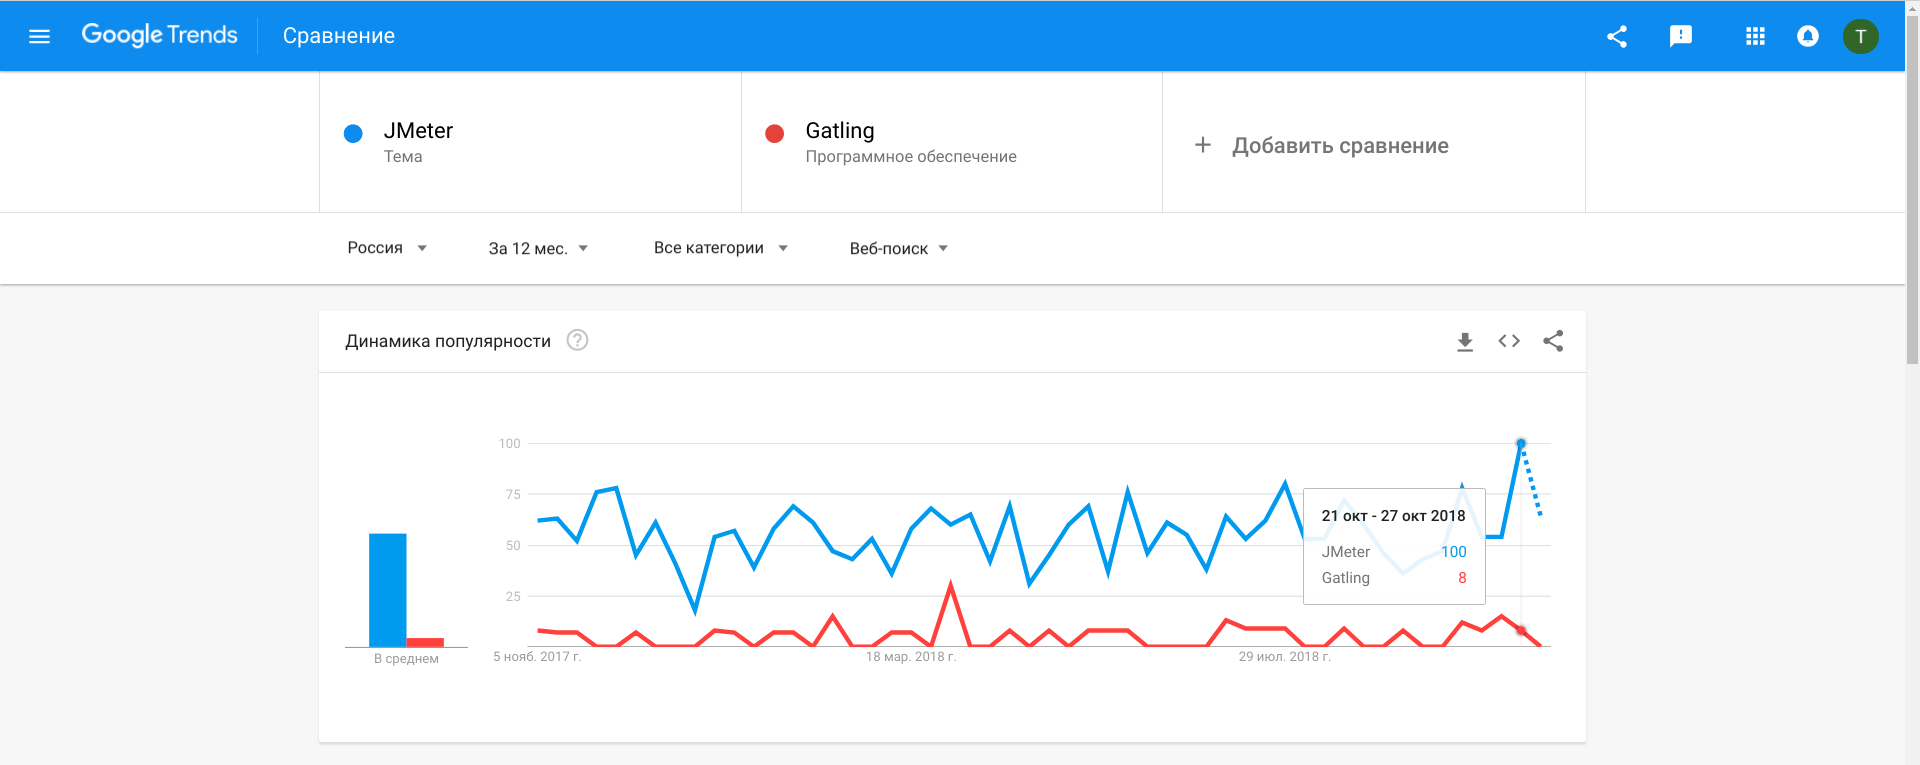 Google Trends Сравнение
T
JMeter
Тема
Gatling
Программное обеспечение
+ Добавить сравнение
Россия За 12 мес. Все категории Веб-поиск
Динамика популярности ?
100
75
50
25
В среднем
5 нояб. 2017 г. 18 мар. 2018 г. 29 июл. 2018 г.
21 окт - 27 окт 2018
JMeter 100
Gatling 8